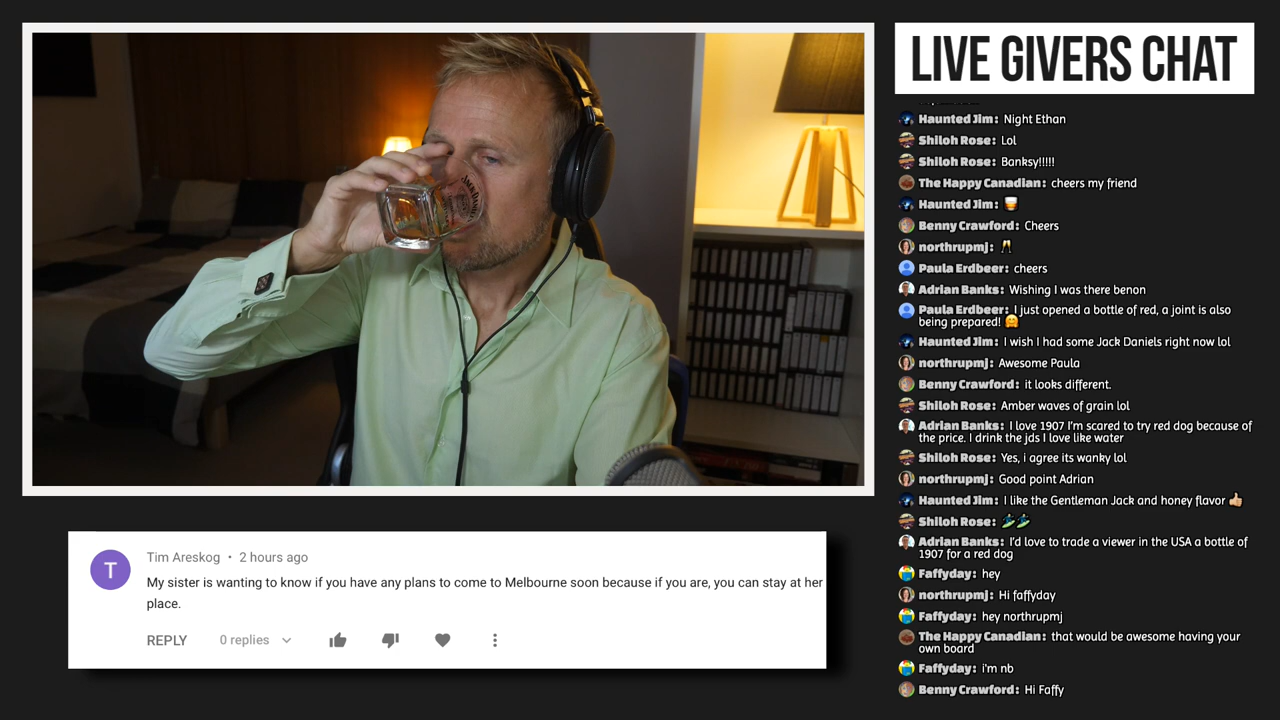 LIVE GIVERS CHAT
Haunted Jim: Night Ethan
Shiloh Rose: Lol
Shiloh Rose: Banksy!!!!!
The Happy Canadian: cheers my friend
Haunted Jim: 🥃
Benny Crawford: Cheers
northrupmj: 🥂
Paula Erdbeer: cheers
Adrian Banks: Wishing I was there benon
Paula Erdbeer: I just opened a bottle of red, a joint is also
being prepared! 🤗
Haunted Jim: I wish I had some Jack Daniels right now lol
northrupmj: Awesome Paula
Benny Crawford: it looks different.
Shiloh Rose: Amber waves of grain lol
Adrian Banks: I love 1907 I'm scared to try red dog because of
the price. I drink the jds I love like water
Shiloh Rose: Yes, i agree its wanky lol
northrupmj: Good point Adrian
Haunted Jim: I like the Gentleman Jack and honey flavor 👍🏼
Shiloh Rose: 🏄🏄
Adrian Banks: I'd love to trade a viewer in the USA a bottle of
1907 for a red dog
Faffyday: hey
northrupmj: Hi faffyday
Faffyday: hey northrupmj
The Happy Canadian: that would be awesome having your
own board
Faffyday: i'm nb
Benny Crawford: Hi Faffy
T
Tim Areskog • 2 hours ago
My sister is wanting to know if you have any plans to come to Melbourne soon because if you are, you can stay at her
place.
REPLY 0 replies